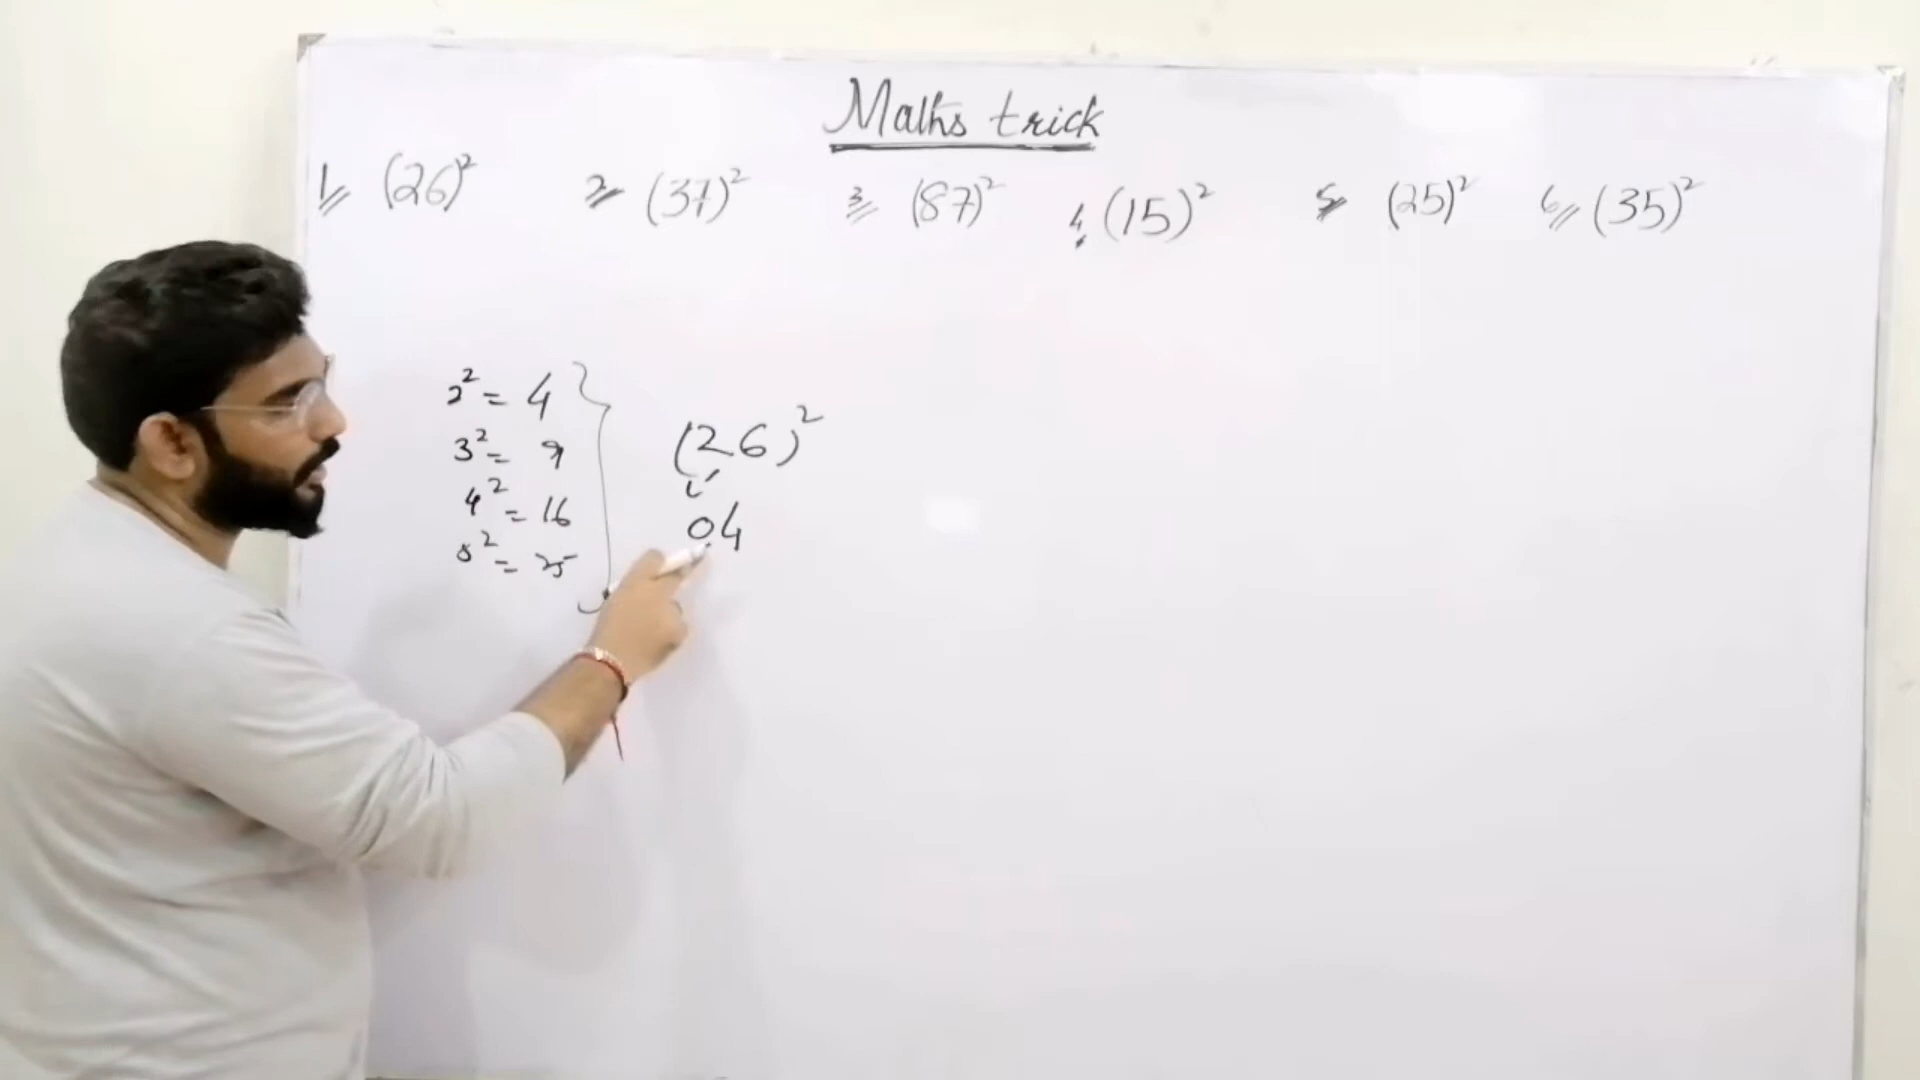 Maths trick
1 (26)² 2 (37)² 3 (87)² 4 (15)² 5 (25)² 6 (35)²
2² = 4
3² = 9
4² = 16
5² = 25
(26)²
04